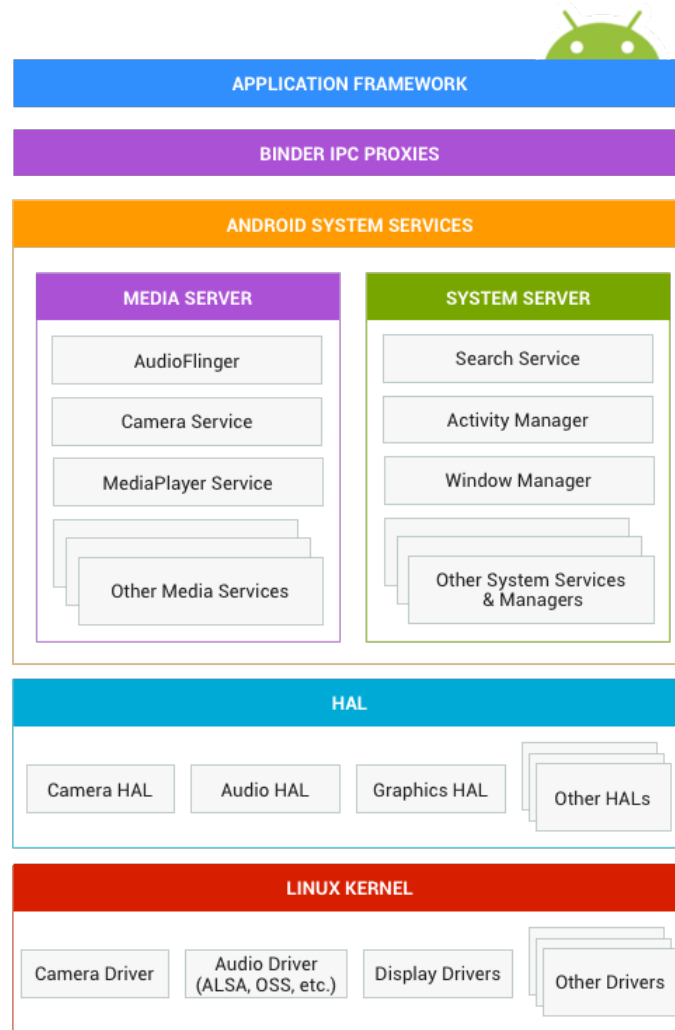 APPLICATION FRAMEWORK
BINDER IPC PROXIES
ANDROID SYSTEM SERVICES
MEDIA SERVER
AudioFlinger
Camera Service
MediaPlayer Service
Other Media Services
SYSTEM SERVER
Search Service
Activity Manager
Window Manager
Other System Services
& Managers
HAL
Camera HAL
Audio HAL
Graphics HAL
Other HALs
LINUX KERNEL
Camera Driver
Audio Driver
(ALSA, OSS, etc.)
Display Drivers
Other Drivers